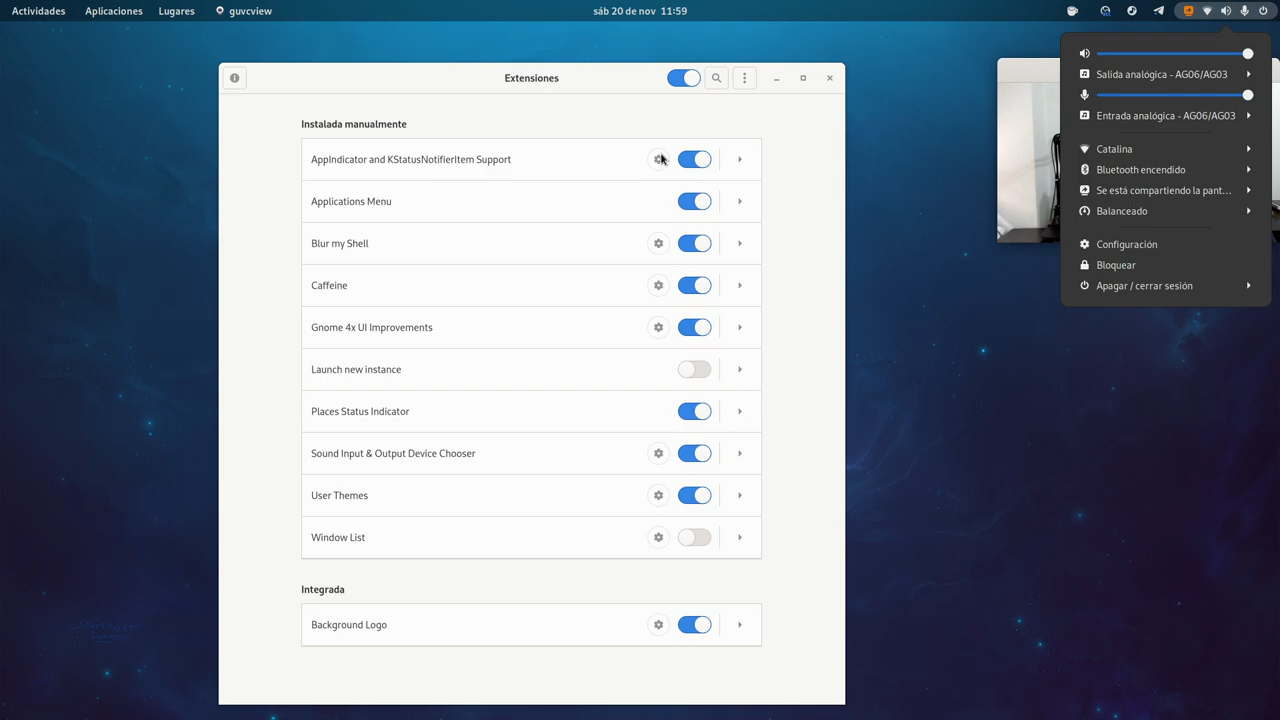 Actividades
Aplicaciones
Lugares
guvcview
sáb 20 de nov  11:59
Extensiones
Instalada manualmente
AppIndicator and KStatusNotifierItem Support
Applications Menu
Blur my Shell
Caffeine
Gnome 4x UI Improvements
Launch new instance
Places Status Indicator
Sound Input & Output Device Chooser
User Themes
Window List
Integrada
Background Logo
Salida analógica - AG06/AG03
Entrada analógica - AG06/AG03
Catalina
Bluetooth encendido
Se está compartiendo la pant…
Balanceado
Configuración
Bloquear
Apagar / cerrar sesión